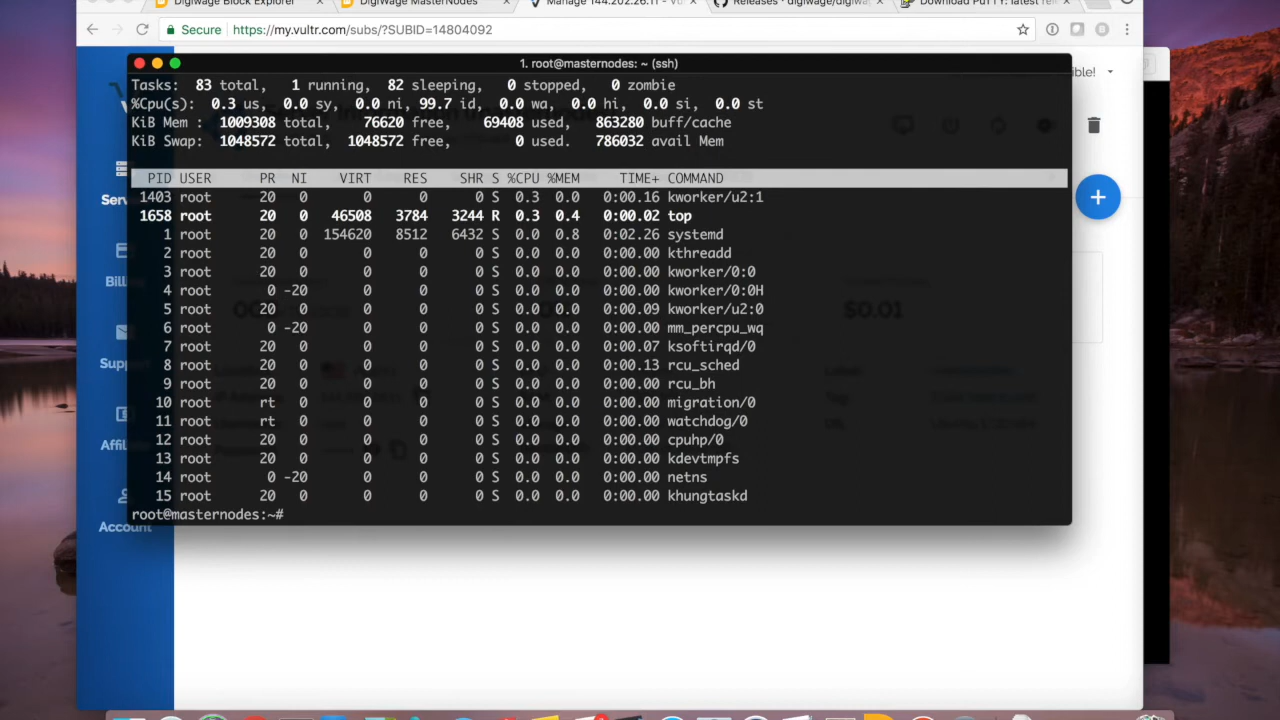 DigiWage Block Explorer × DigiWage MasterNodes × Manage 144.202.26.11 - Vul × Releases · digiwage/digiwa × Download PuTTY: latest rel ×
Secure https://my.vultr.com/subs/?SUBID=14804092
1. root@masternodes: ~ (ssh)
Tasks: 83 total, 1 running, 82 sleeping, 0 stopped, 0 zombie
%Cpu(s): 0.3 us, 0.0 sy, 0.0 ni, 99.7 id, 0.0 wa, 0.0 hi, 0.0 si, 0.0 st
KiB Mem : 1009308 total, 76620 free, 69408 used, 863280 buff/cache
KiB Swap: 1048572 total, 1048572 free, 0 used. 786032 avail Mem
PID USER PR NI VIRT RES SHR S %CPU %MEM TIME+ COMMAND
1403 root 20 0 0 0 0 S 0.3 0.0 0:00.16 kworker/u2:1
1658 root 20 0 46508 3784 3244 R 0.3 0.4 0:00.02 top
1 root 20 0 154620 8512 6432 S 0.0 0.8 0:02.26 systemd
2 root 20 0 0 0 0 S 0.0 0.0 0:00.00 kthreadd
3 root 20 0 0 0 0 S 0.0 0.0 0:00.00 kworker/0:0
4 root 0 -20 0 0 0 S 0.0 0.0 0:00.00 kworker/0:0H
5 root 20 0 0 0 0 S 0.0 0.0 0:00.09 kworker/u2:0
6 root 0 -20 0 0 0 S 0.0 0.0 0:00.00 mm_percpu_wq
7 root 20 0 0 0 0 S 0.0 0.0 0:00.07 ksoftirqd/0
8 root 20 0 0 0 0 S 0.0 0.0 0:00.13 rcu_sched
9 root 20 0 0 0 0 S 0.0 0.0 0:00.00 rcu_bh
10 root rt 0 0 0 0 S 0.0 0.0 0:00.00 migration/0
11 root rt 0 0 0 0 S 0.0 0.0 0:00.00 watchdog/0
12 root 20 0 0 0 0 S 0.0 0.0 0:00.00 cpuhp/0
13 root 20 0 0 0 0 S 0.0 0.0 0:00.00 kdevtmpfs
14 root 0 -20 0 0 0 S 0.0 0.0 0:00.00 netns
15 root 20 0 0 0 0 S 0.0 0.0 0:00.00 khungtaskd
root@masternodes:~#
ible!
Serv
Bill
Supp
Affil
Account
$0.01